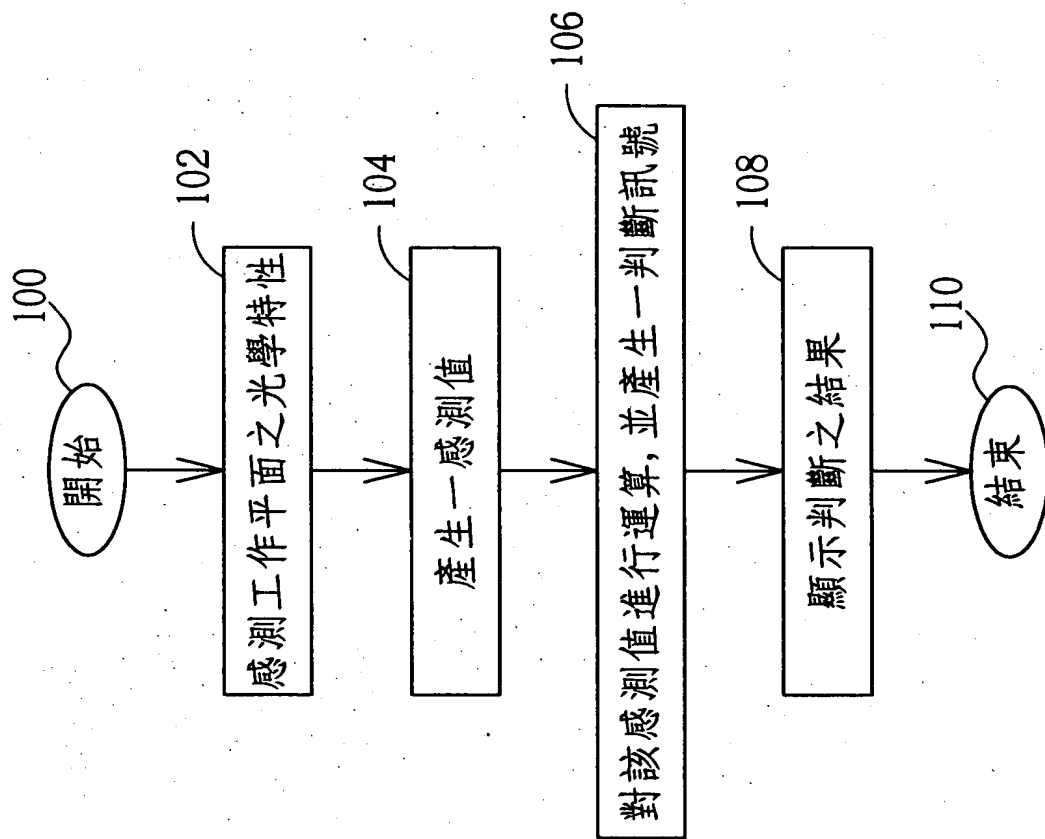 100
開始
102
感測工作平面之光學特性
104
產生一感測值
106
對該感測值進行運算，並產生一判斷訊號
108
顯示判斷之結果
110
結束